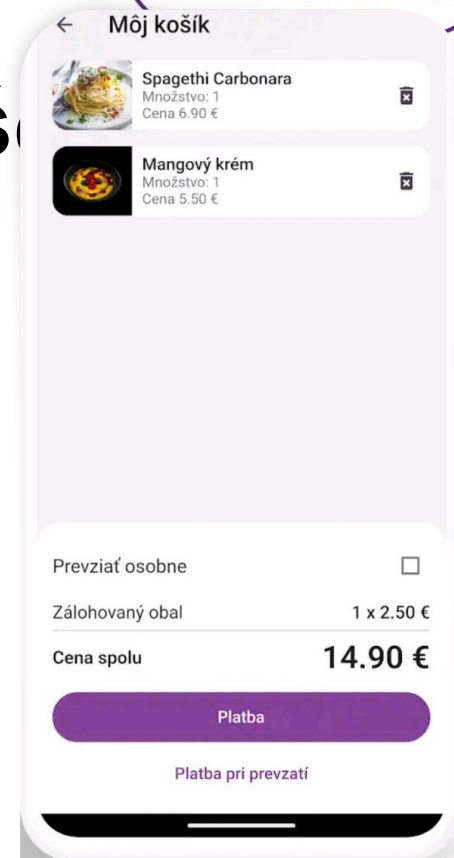 Môj košík
Spagethi Carbonara
Množstvo: 1
Cena 6.90 €
Mangový krém
Množstvo: 1
Cena 5.50 €
Prevziať osobne
Zálohovaný obal 1 x 2.50 €
Cena spolu 14.90 €
Platba
Platba pri prevzatí